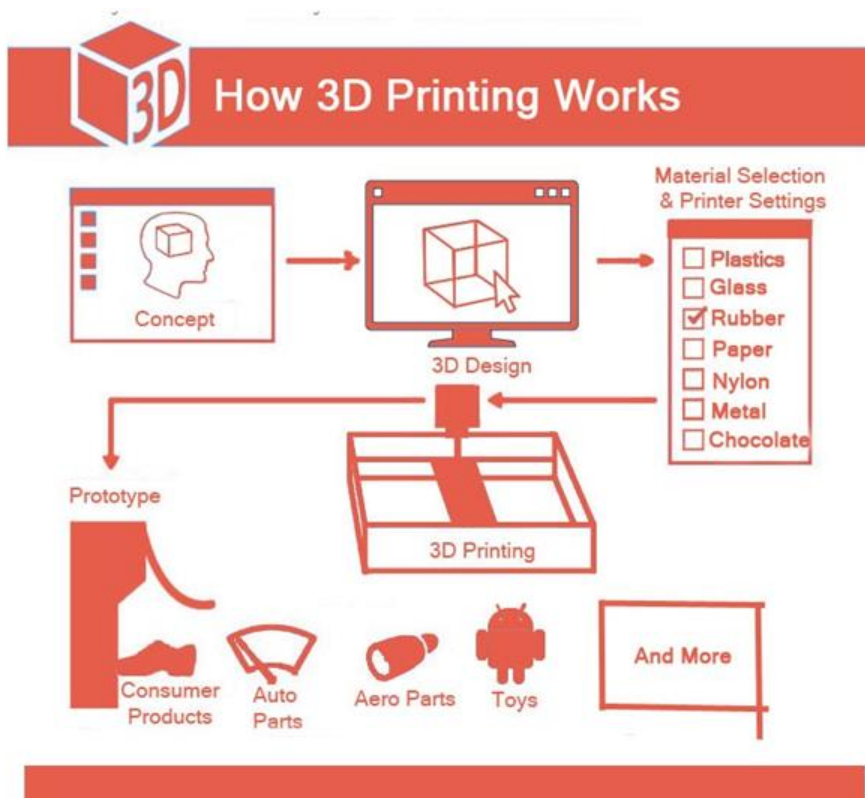 3D
How 3D Printing Works
Concept
3D Design
Material Selection
& Printer Settings
Plastics
Glass
Rubber
Paper
Nylon
Metal
Chocolate
3D Printing
Prototype
Consumer
Products
Auto
Parts
Aero Parts
Toys
And More